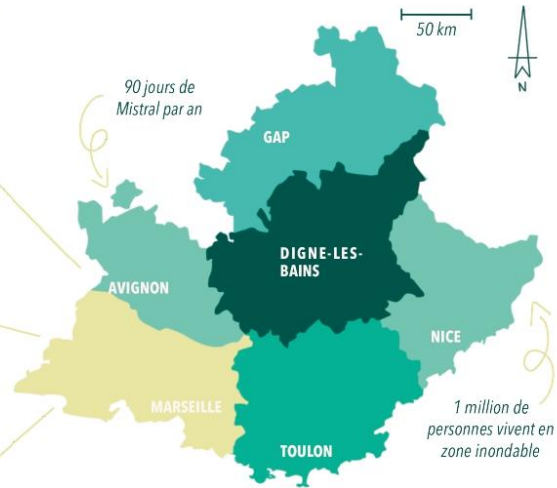 50 km
N
90 jours de
Mistral par an
GAP
DIGNE-LES-
BAINS
AVIGNON
NICE
MARSEILLE
TOULON
1 million de
personnes vivent en
zone inondable